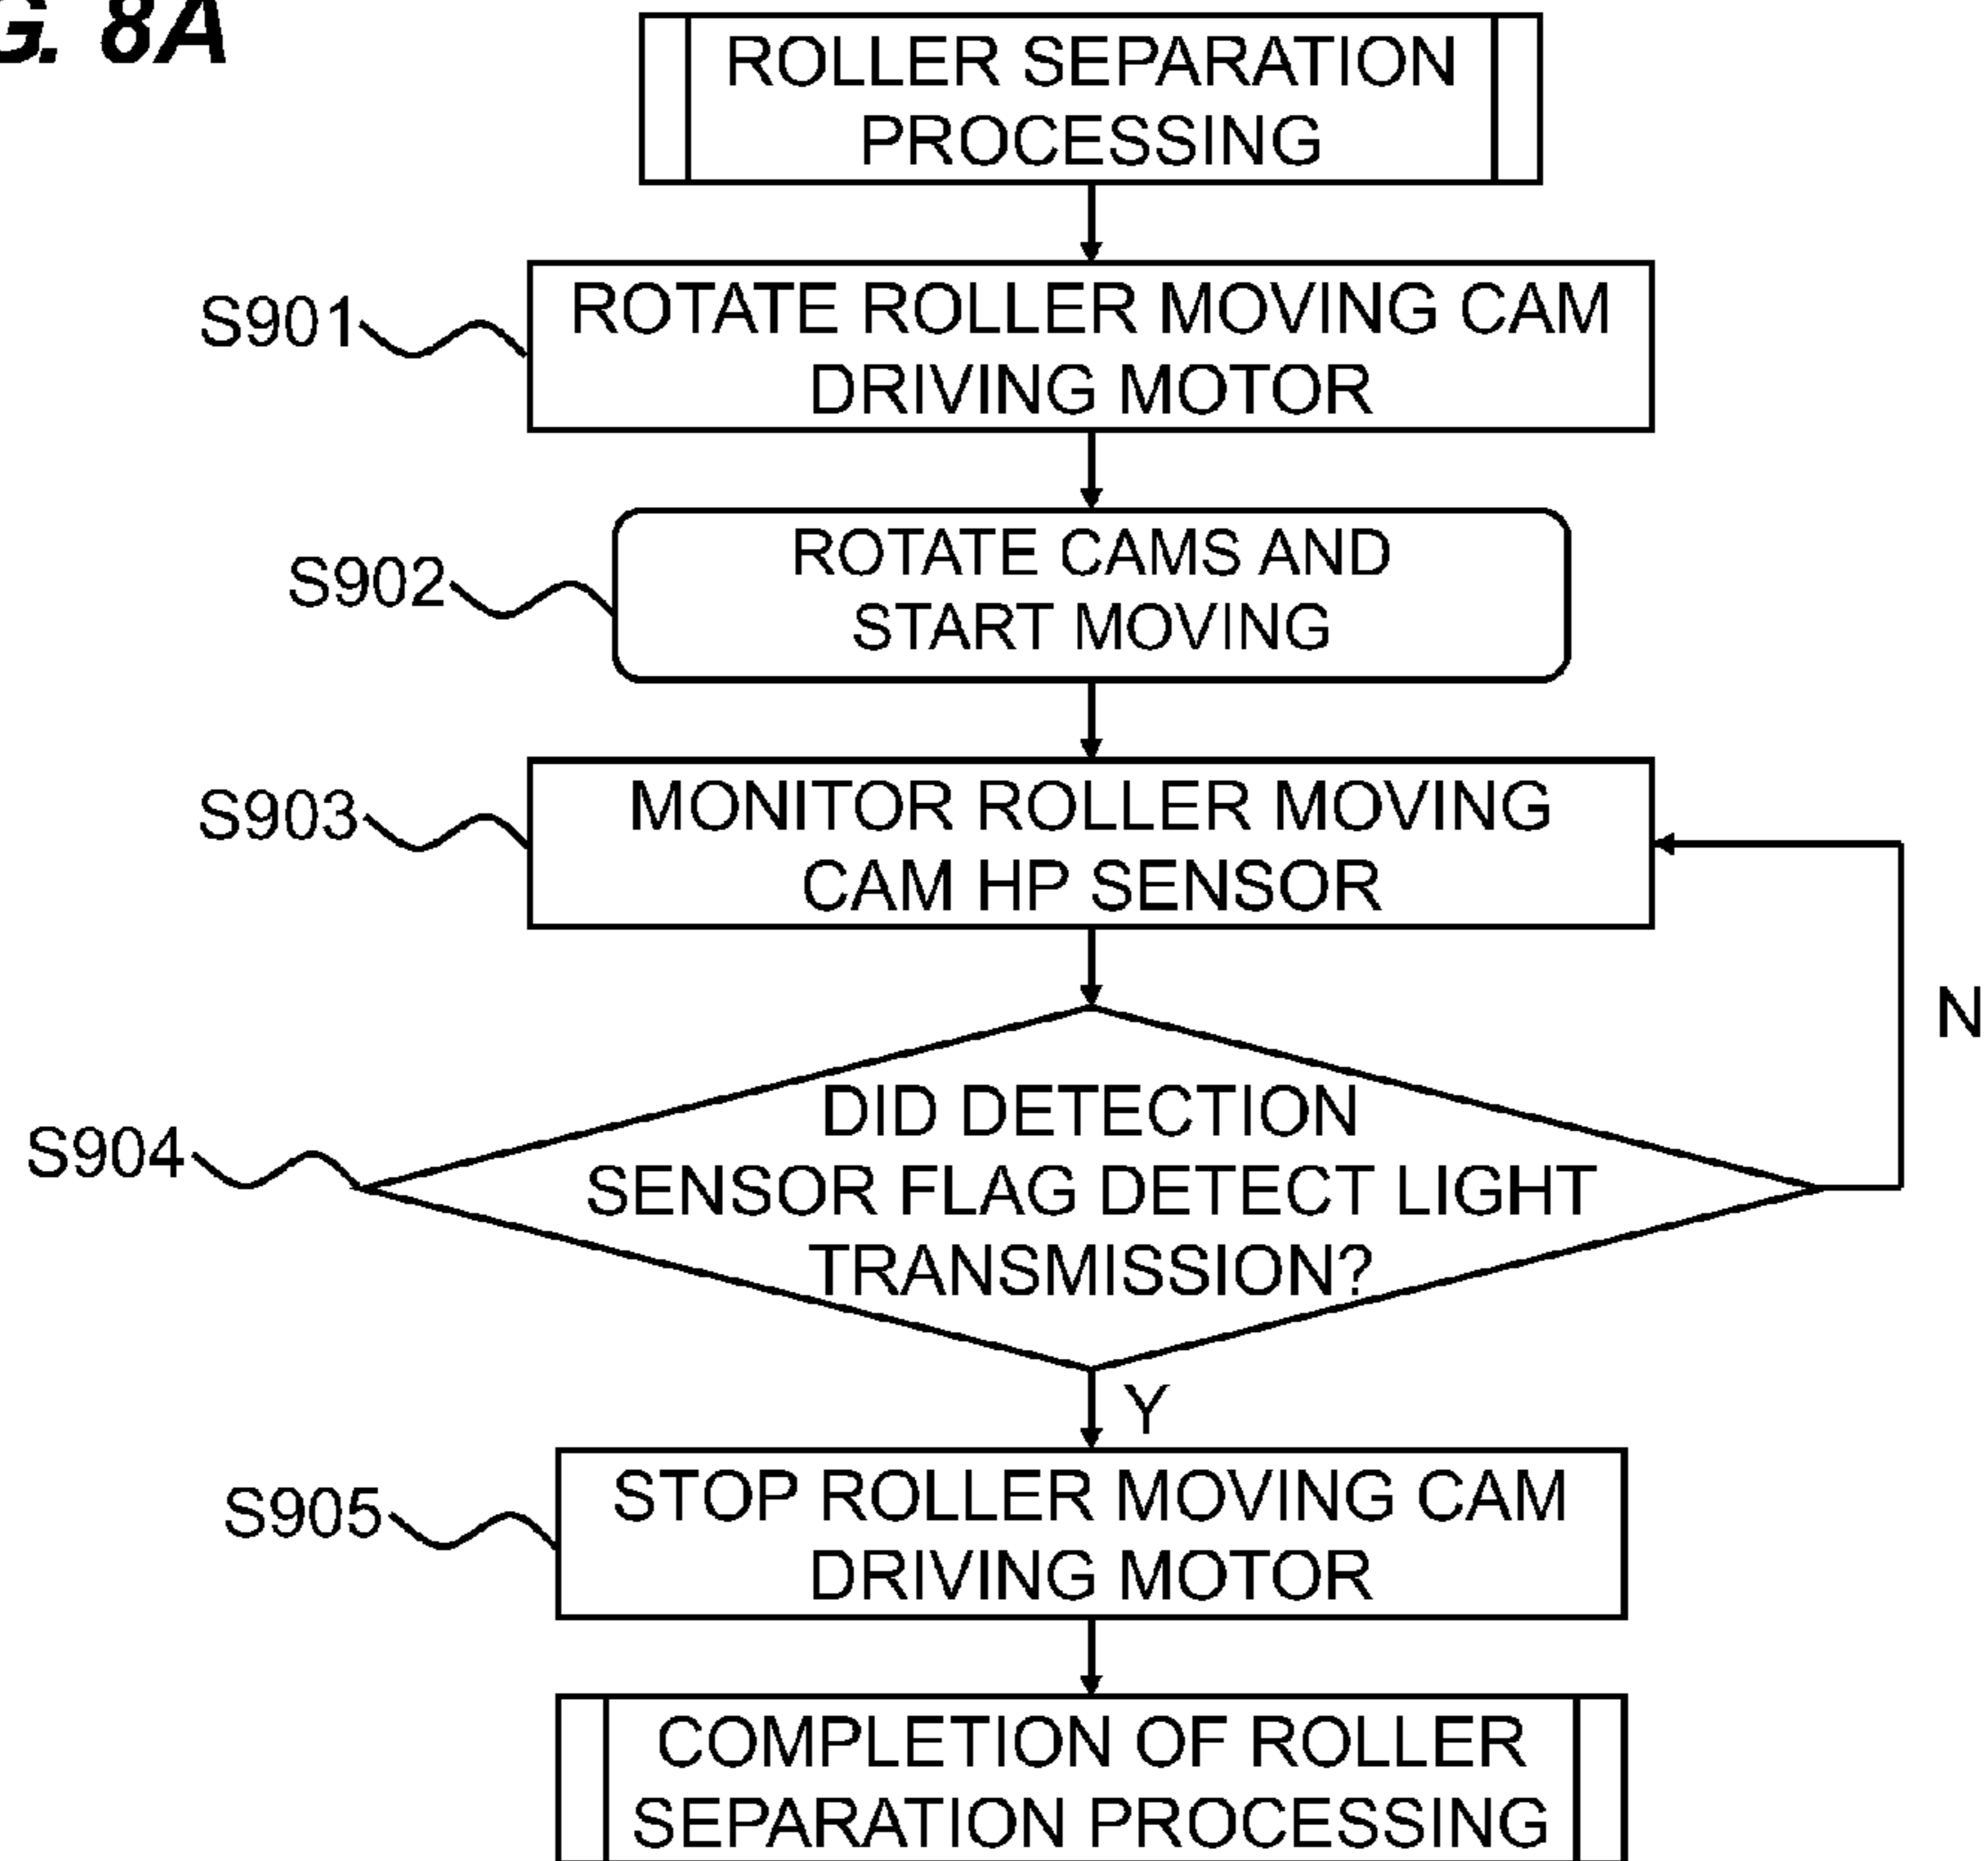 G. 8A
ROLLER SEPARATION
PROCESSING
S901
ROTATE ROLLER MOVING CAM
DRIVING MOTOR
S902
ROTATE CAMS AND
START MOVING
S903
MONITOR ROLLER MOVING
CAM HP SENSOR
N
S904
DID DETECTION
SENSOR FLAG DETECT LIGHT
TRANSMISSION?
Y
S905
STOP ROLLER MOVING CAM
DRIVING MOTOR
COMPLETION OF ROLLER
SEPARATION PROCESSING